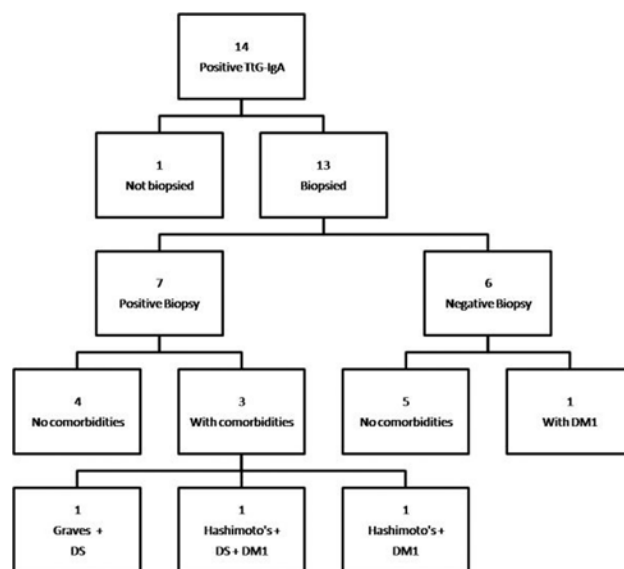 14
Positive TtG-IgA
1
Not biopsied
13
Biopsied
7
Positive Biopsy
6
Negative Biopsy
4
No comorbidities
3
With comorbidities
5
No comorbidities
1
With DM1
1
Graves +
DS
1
Hashimoto's +
DS + DM1
1
Hashimoto's +
DM1